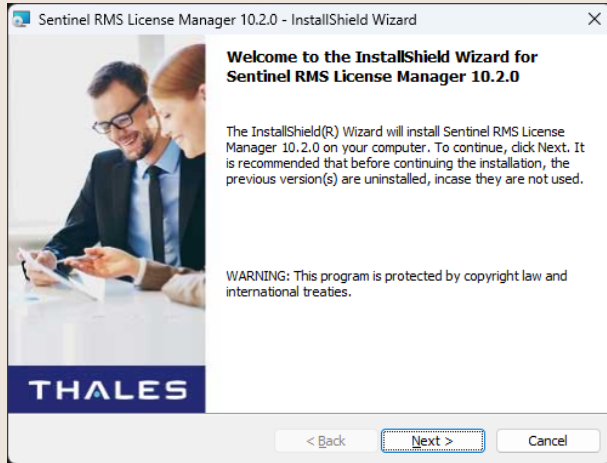 Sentinel RMS License Manager 10.2.0 - InstallShield Wizard
Welcome to the InstallShield Wizard for
Sentinel RMS License Manager 10.2.0
The InstallShield(R) Wizard will install Sentinel RMS License
Manager 10.2.0 on your computer. To continue, click Next. It
is recommended that before continuing the installation, the
previous version(s) are uninstalled, incase they are not used.
WARNING: This program is protected by copyright law and
international treaties.
THALES
< Back
Next >
Cancel